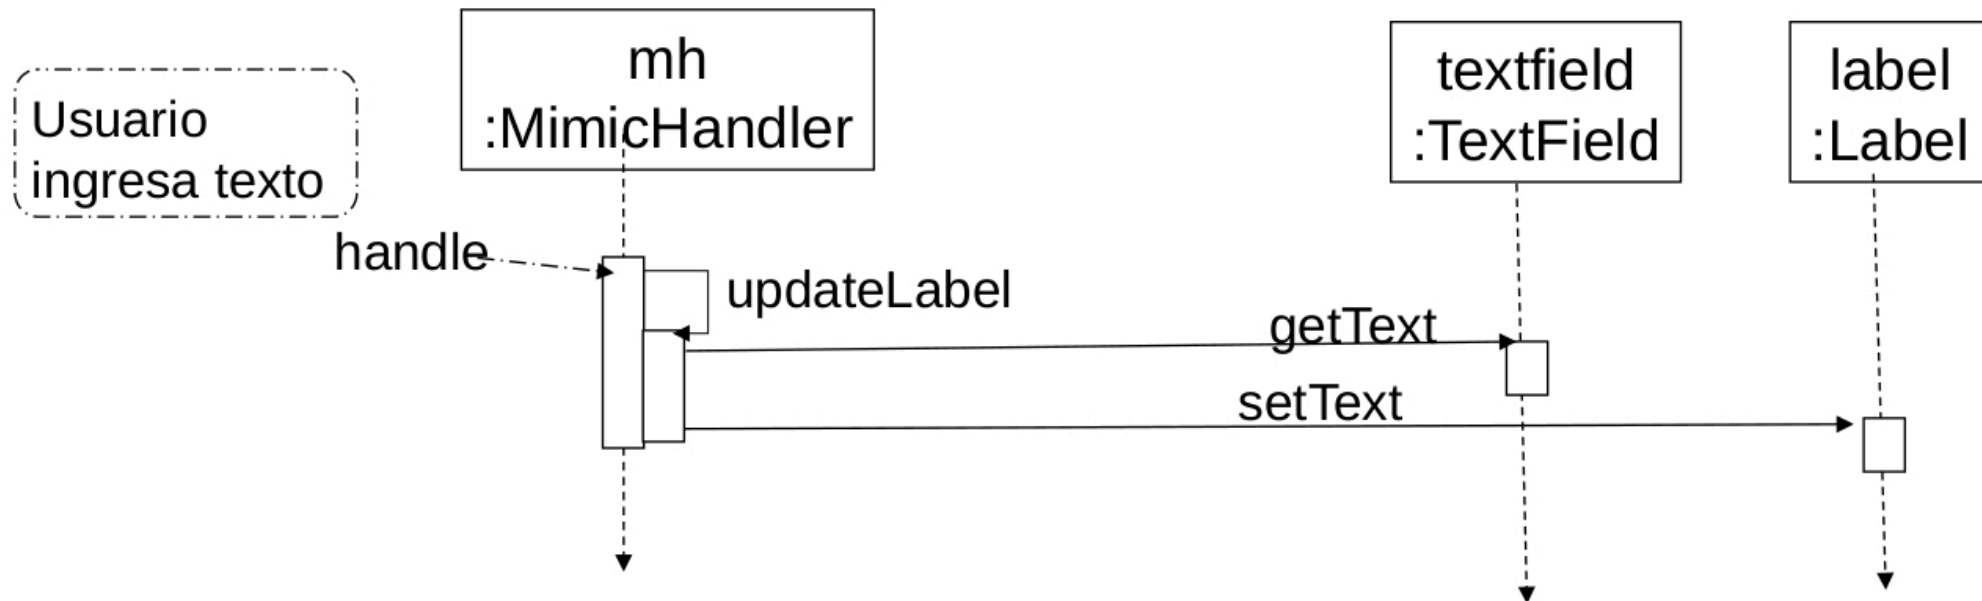 mh
:MimicHandler
textfield
:TextField
label
:Label
Usuario
ingresa texto
handle
updateLabel
getText
setText